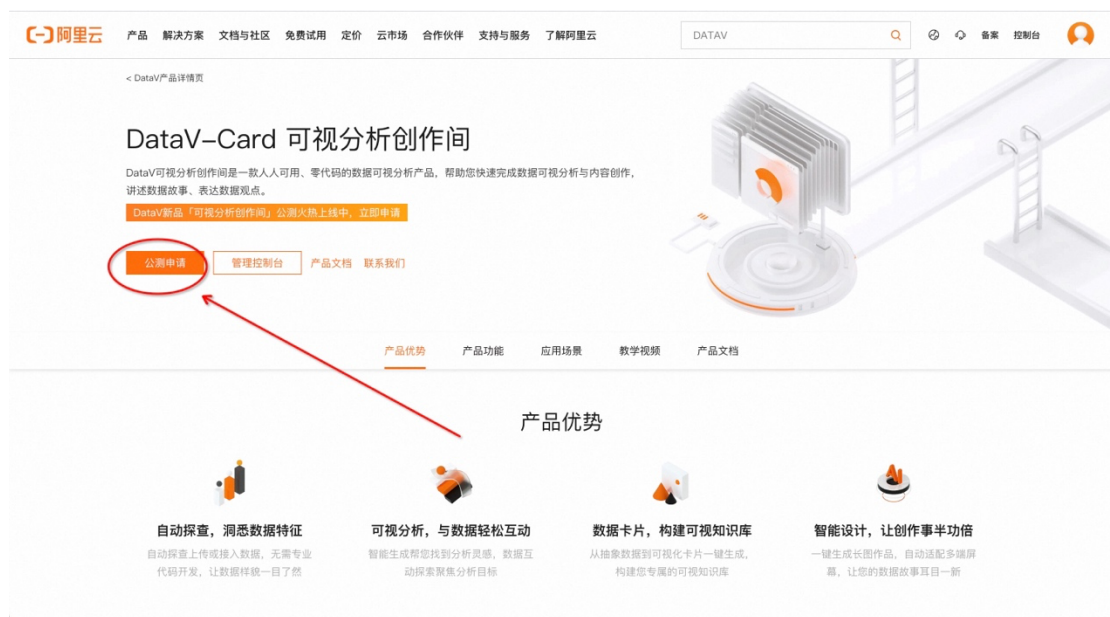 阿里云
产品 解决方案 文档与社区 免费试用 定价 云市场 合作伙伴 支持与服务 了解阿里云
DATAV
备案 控制台
< DataV产品详情页
DataV-Card 可视分析创作间
DataV可视分析创作间是一款人人可用、零代码的数据可视分析产品，帮助您快速完成数据可视分析与内容创作，
讲述数据故事、表达数据观点。
DataV新品「可视分析创作间」公测火热上线中，立即申请
公测申请 管理控制台 产品文档 联系我们
产品优势 产品功能 应用场景 教学视频 产品文档
产品优势
AI
自动探查，洞悉数据特征
自动探查上传或接入数据，无需专业
代码开发，让数据样貌一目了然
可视分析，与数据轻松互动
智能生成帮您找到分析灵感，数据互
动探索聚焦分析目标
数据卡片，构建可视知识库
从抽象数据到可视化卡片一键生成，
构建您专属的可视知识库
智能设计，让创作事半功倍
一键生成长图作品，自动适配多端屏
幕，让您的数据故事耳目一新